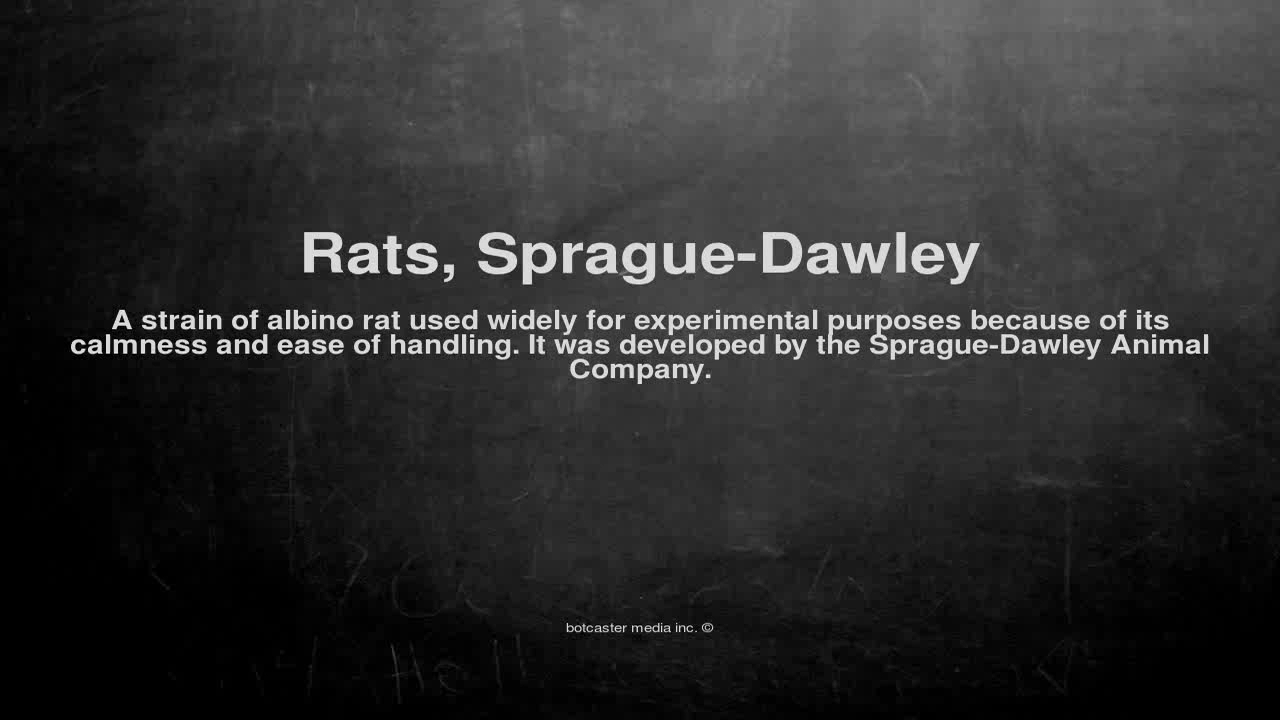 Rats, Sprague-Dawley
A strain of albino rat used widely for experimental purposes because of its
calmness and ease of handling. It was developed by the Sprague-Dawley Animal
Company.
botcaster media inc. ©